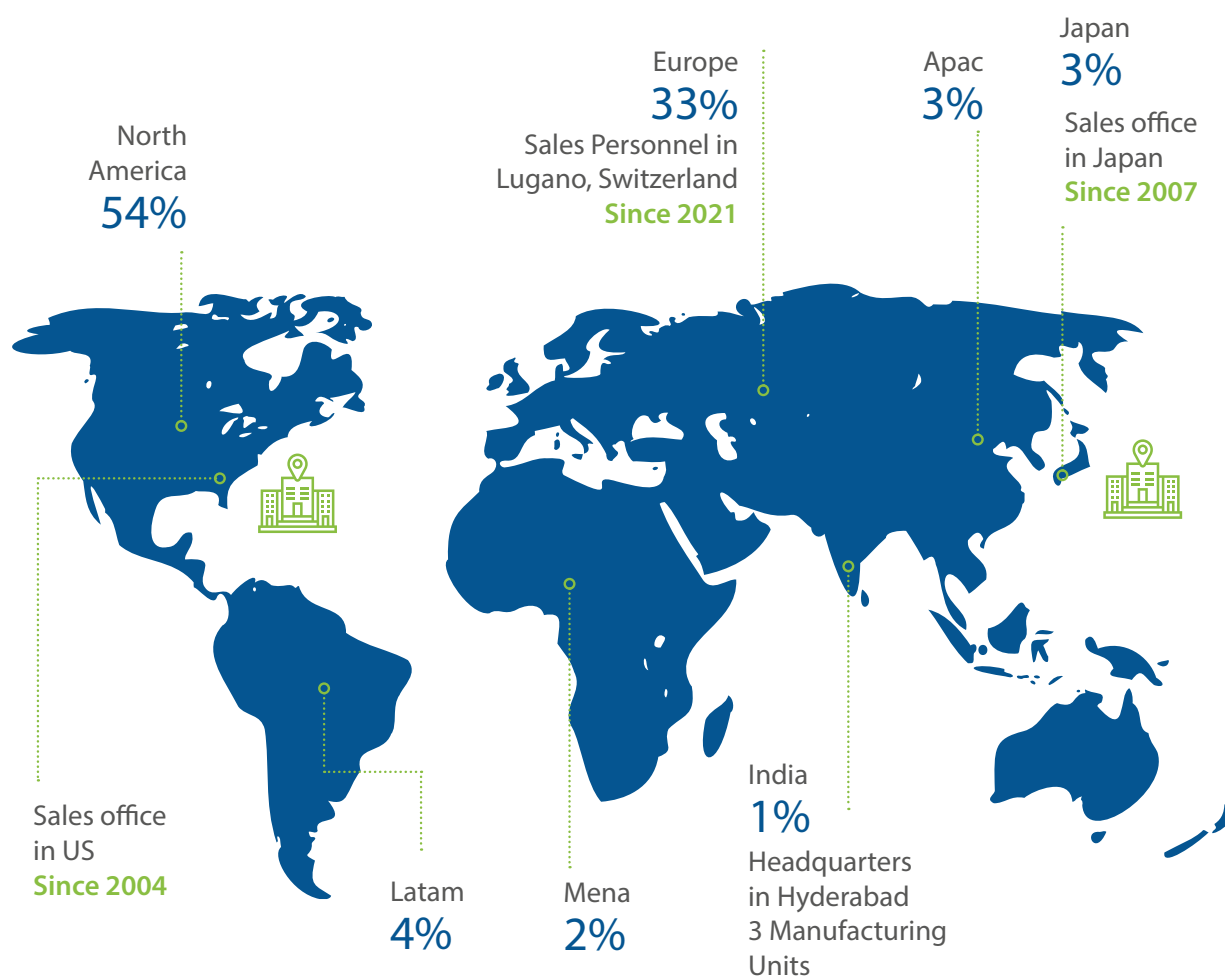 North
America
54%
Europe
33%
Sales Personnel in
Lugano, Switzerland
Since 2021
Apac
3%
Japan
3%
Sales office
in Japan
Since 2007
Sales office
in US
Since 2004
Latam
4%
Mena
2%
India
1%
Headquarters
in Hyderabad
3 Manufacturing
Units